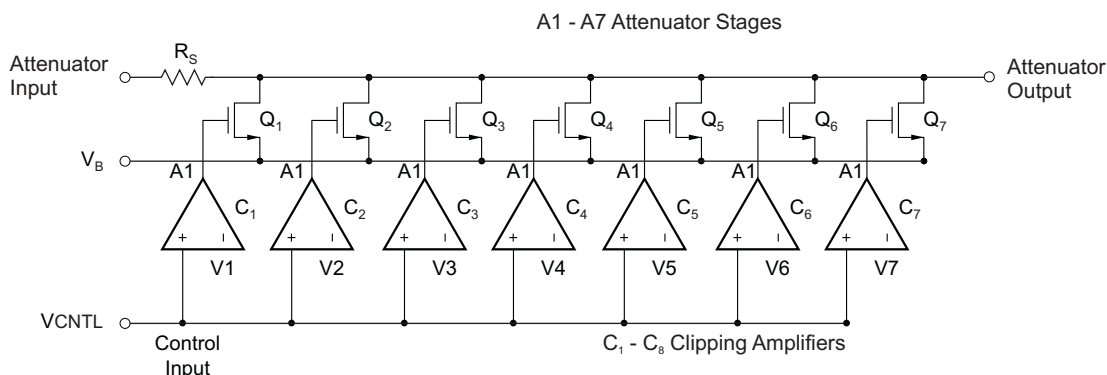 A1 - A7 Attenuator Stages
Attenuator
Input
RS
Attenuator
Output
Q1
Q2
Q3
Q4
Q5
Q6
Q7
VB
A1
A1
A1
A1
A1
A1
A1
C1
C2
C3
C4
C5
C6
C7
+
–
+
–
+
–
+
–
+
–
+
–
+
–
V1
V2
V3
V4
V5
V6
V7
VCNTL
Control
Input
C1 - C8 Clipping Amplifiers